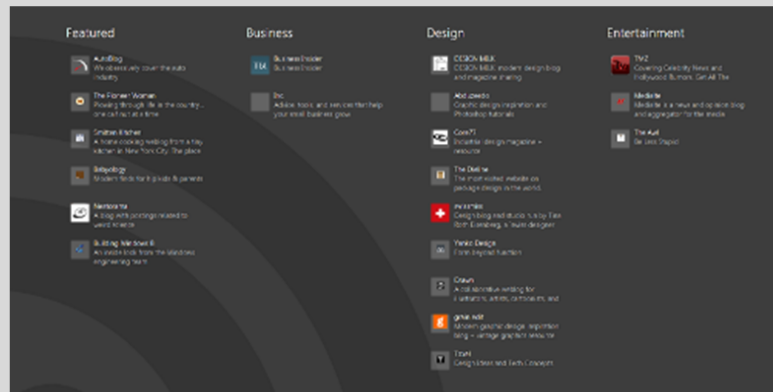 Featured
AutoBlog
We obsessively cover the auto
industry
The Pioneer Woman
Plowing through life in the country...
one calf nut at a time
Smitten Kitchen
A home cooking weblog from a tiny
kitchen in New York City. The place
Babyology
Modern finds for hip kids & parents
Neatorama
A blog with postings related to
weird science
Building Windows 8
An inside look from the Windows
engineering team
Business
Business Insider
Business Insider
Inc.
Advice, tools, and services that help
your small business grow
Design
DESIGN MILK
DESIGN MILK modern design blog
and magazine sharing
Abduzeedo
Graphic design inspiration and
Photoshop tutorials
Core77
Industrial design magazine +
resource
The Dieline
The most visited website on
package design in the world.
swissmiss
Design blog and studio run by Tina
Roth Eisenberg, a Swiss designer
Yanko Design
Form beyond function
Drawn
A collaborative weblog for
illustrators, artists, cartoonists, and
grain edit
Modern graphic design inspiration
blog + vintage graphics resource
Design Ideas and Tech Concepts
Entertainment
TMZ
Covering Celebrity News and
Hollywood Rumors. Get All The
Mediaite
Mediaite is a news and opinion blog
and aggregator for the media
The Awl
Be Less Stupid